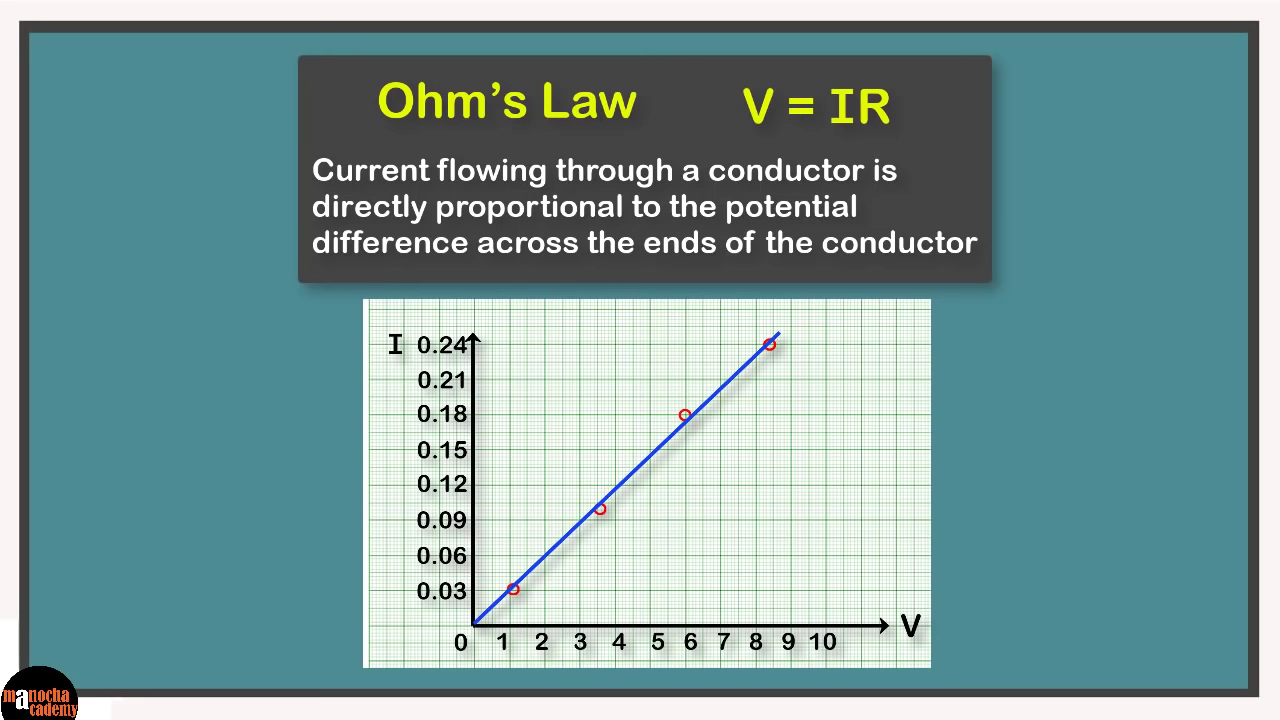 Ohm's Law V = IR
Current flowing through a conductor is
directly proportional to the potential
difference across the ends of the conductor
I 0.24
0.21
0.18
0.15
0.12
0.09
0.06
0.03
V
0 1 2 3 4 5 6 7 8 9 10
manocha
cademy